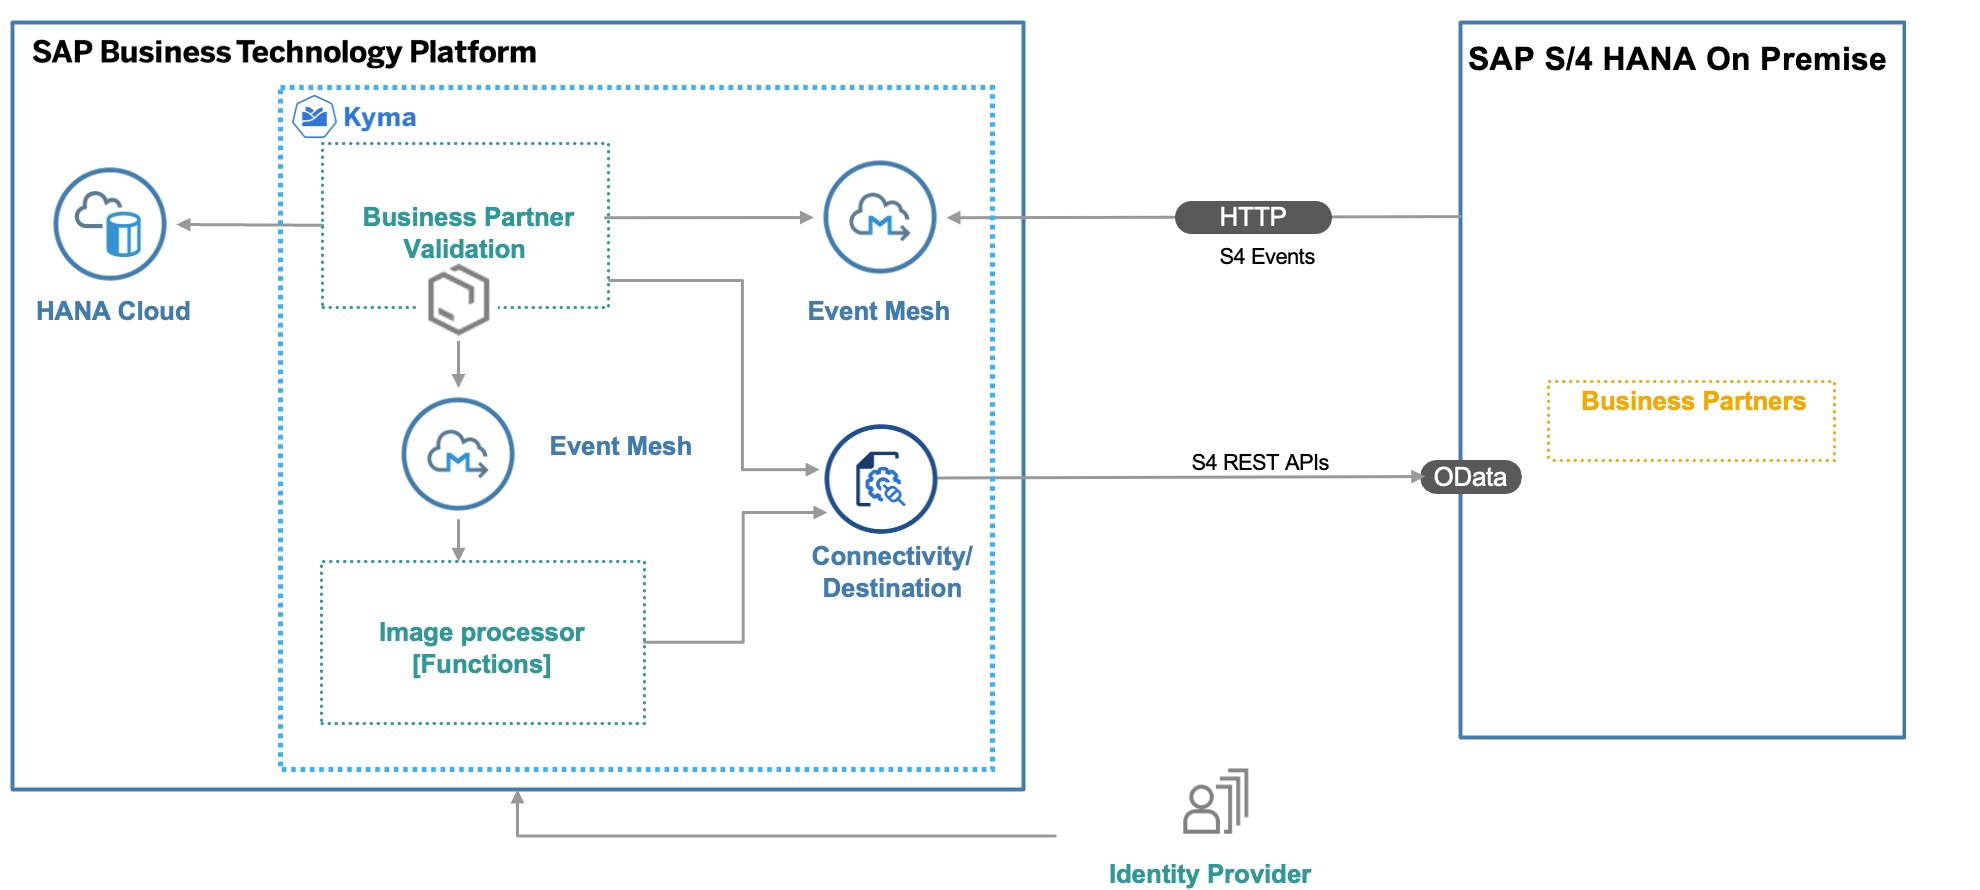 SAP Business Technology Platform
SAP S/4 HANA On Premise
Kyma
Business Partner
Validation
HTTP
S4 Events
HANA Cloud
Event Mesh
Business Partners
Event Mesh
S4 REST APIs
OData
Connectivity/
Destination
Image processor
[Functions]
Identity Provider